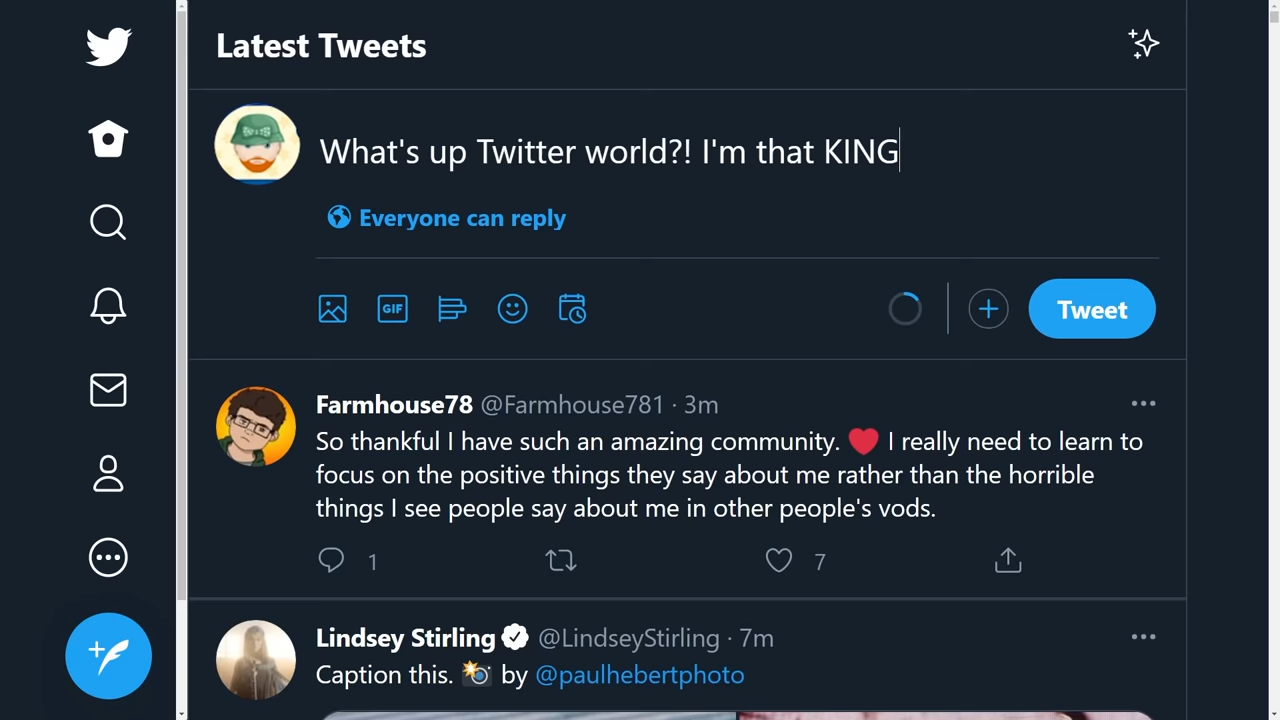 Latest Tweets
What's up Twitter world?! I'm that KING
Everyone can reply
GIF
Tweet
Farmhouse78 @Farmhouse781 · 3m
So thankful I have such an amazing community. ❤️ I really need to learn to
focus on the positive things they say about me rather than the horrible
things I see people say about me in other people's vods.
1
7
Lindsey Stirling @LindseyStirling · 7m
Caption this. 📸 by @paulhebertphoto